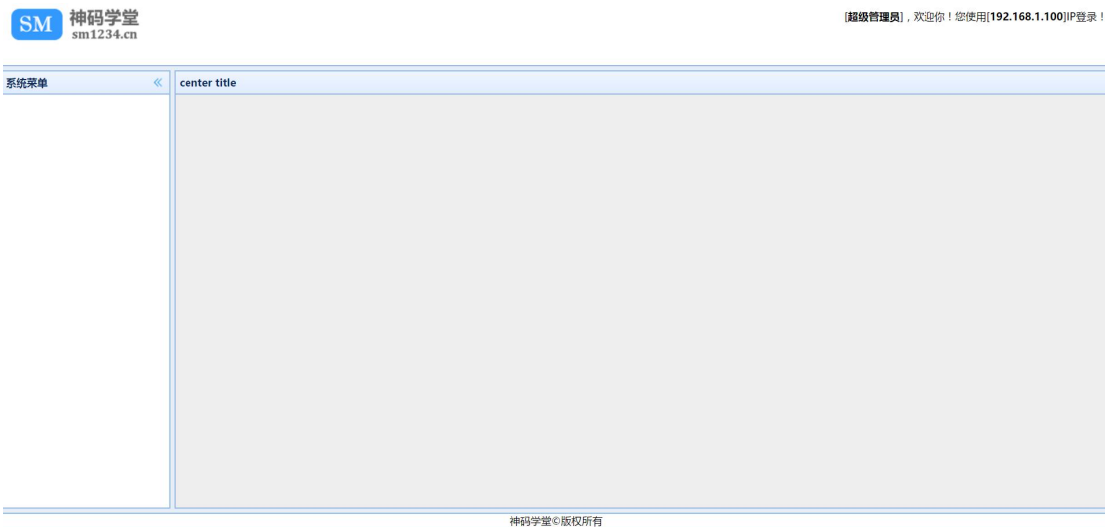 SM 神码学堂
sm1234.cn
[超级管理员]，欢迎你！您使用[192.168.1.100]IP登录！
系统菜单
center title
神码学堂©版权所有